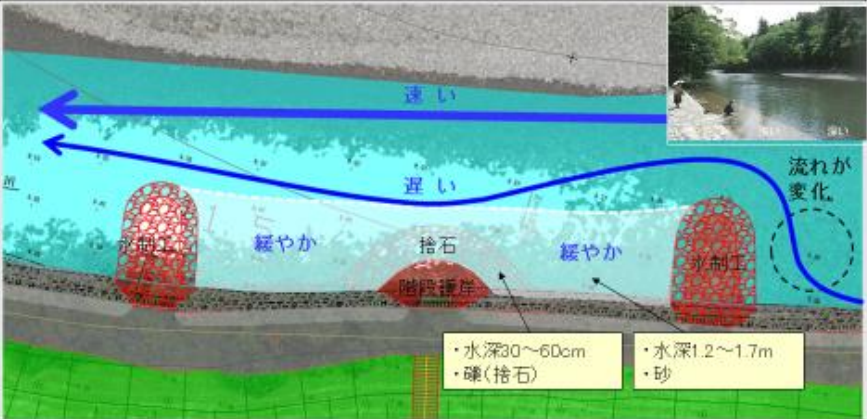 速い
深い
流れが
変化
遅い
水制工
緩やか
捨石
階段護岸
緩やか
水制工
・水深30～60cm
・礫(捨石)
・水深1.2～1.7m
・砂